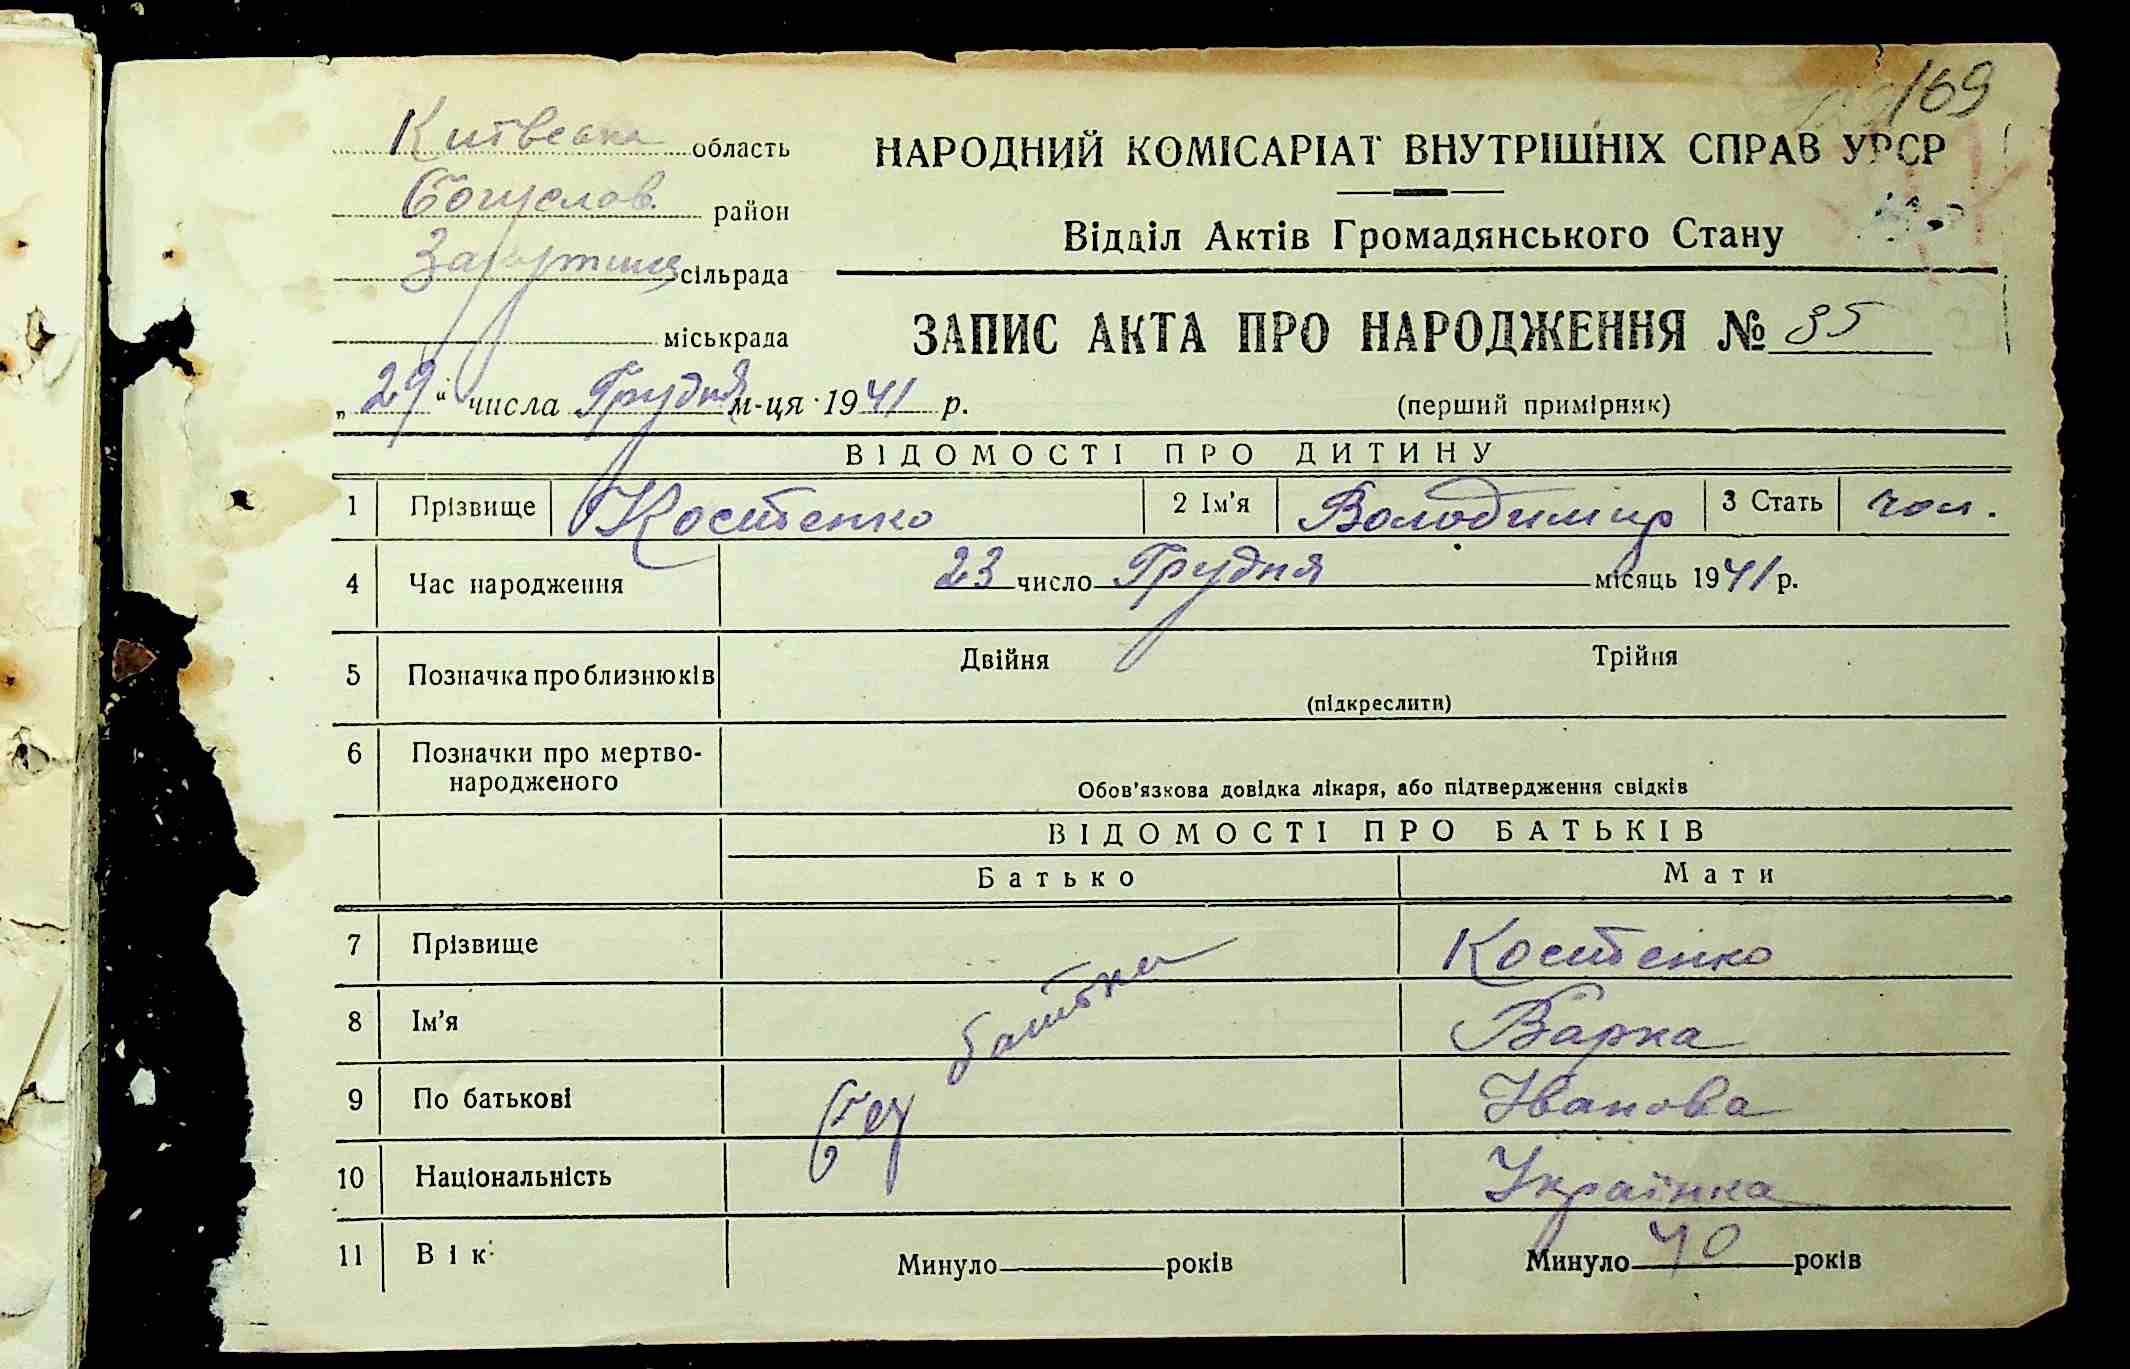 169
Київська область
Богуслав. район
сільрада
міськрада
НАРОДНИЙ КОМІСАРІАТ ВНУТРІШНІХ СПРАВ УРСР
Відділ Актів Громадянського Стану
ЗАПИС АКТА ПРО НАРОДЖЕННЯ № 35
„29“ числа Грудня м-ця 1941 р.
(перший примірник)
ВІДОМОСТІ ПРО ДИТИНУ
1 Прізвище Костенко 2 Ім'я Володимир 3 Стать чол.
4 Час народження 23 число Грудня місяць 1941 р.
5 Позначка про близнюків Двійня Трійня
(підкреслити)
6 Позначки про мертво-
народженого
Обов'язкова довідка лікаря, або підтвердження свідків
ВІДОМОСТІ ПРО БАТЬКІВ
Батько Мати
7 Прізвище Костенко
8 Ім'я Варка
9 По батькові Іванова
Без батька
10 Національність Українка
11 Вік Минуло років Минуло 40 років